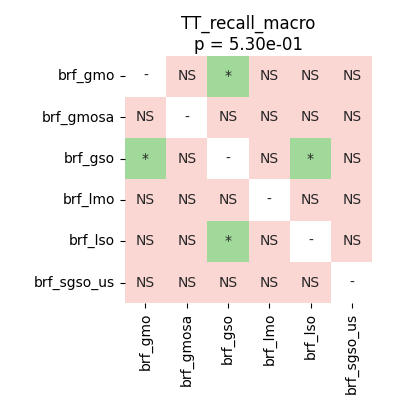 TT_recall_macro
p = 5.30e-01
brf_gmo - NS * NS NS NS
brf_gmosa NS - NS NS NS NS
brf_gso * NS - NS * NS
brf_lmo NS NS NS - NS NS
brf_lso NS NS * NS - NS
brf_sgso_us NS NS NS NS NS -
brf_gmo
brf_gmosa
brf_gso
brf_lmo
brf_lso
brf_sgso_us